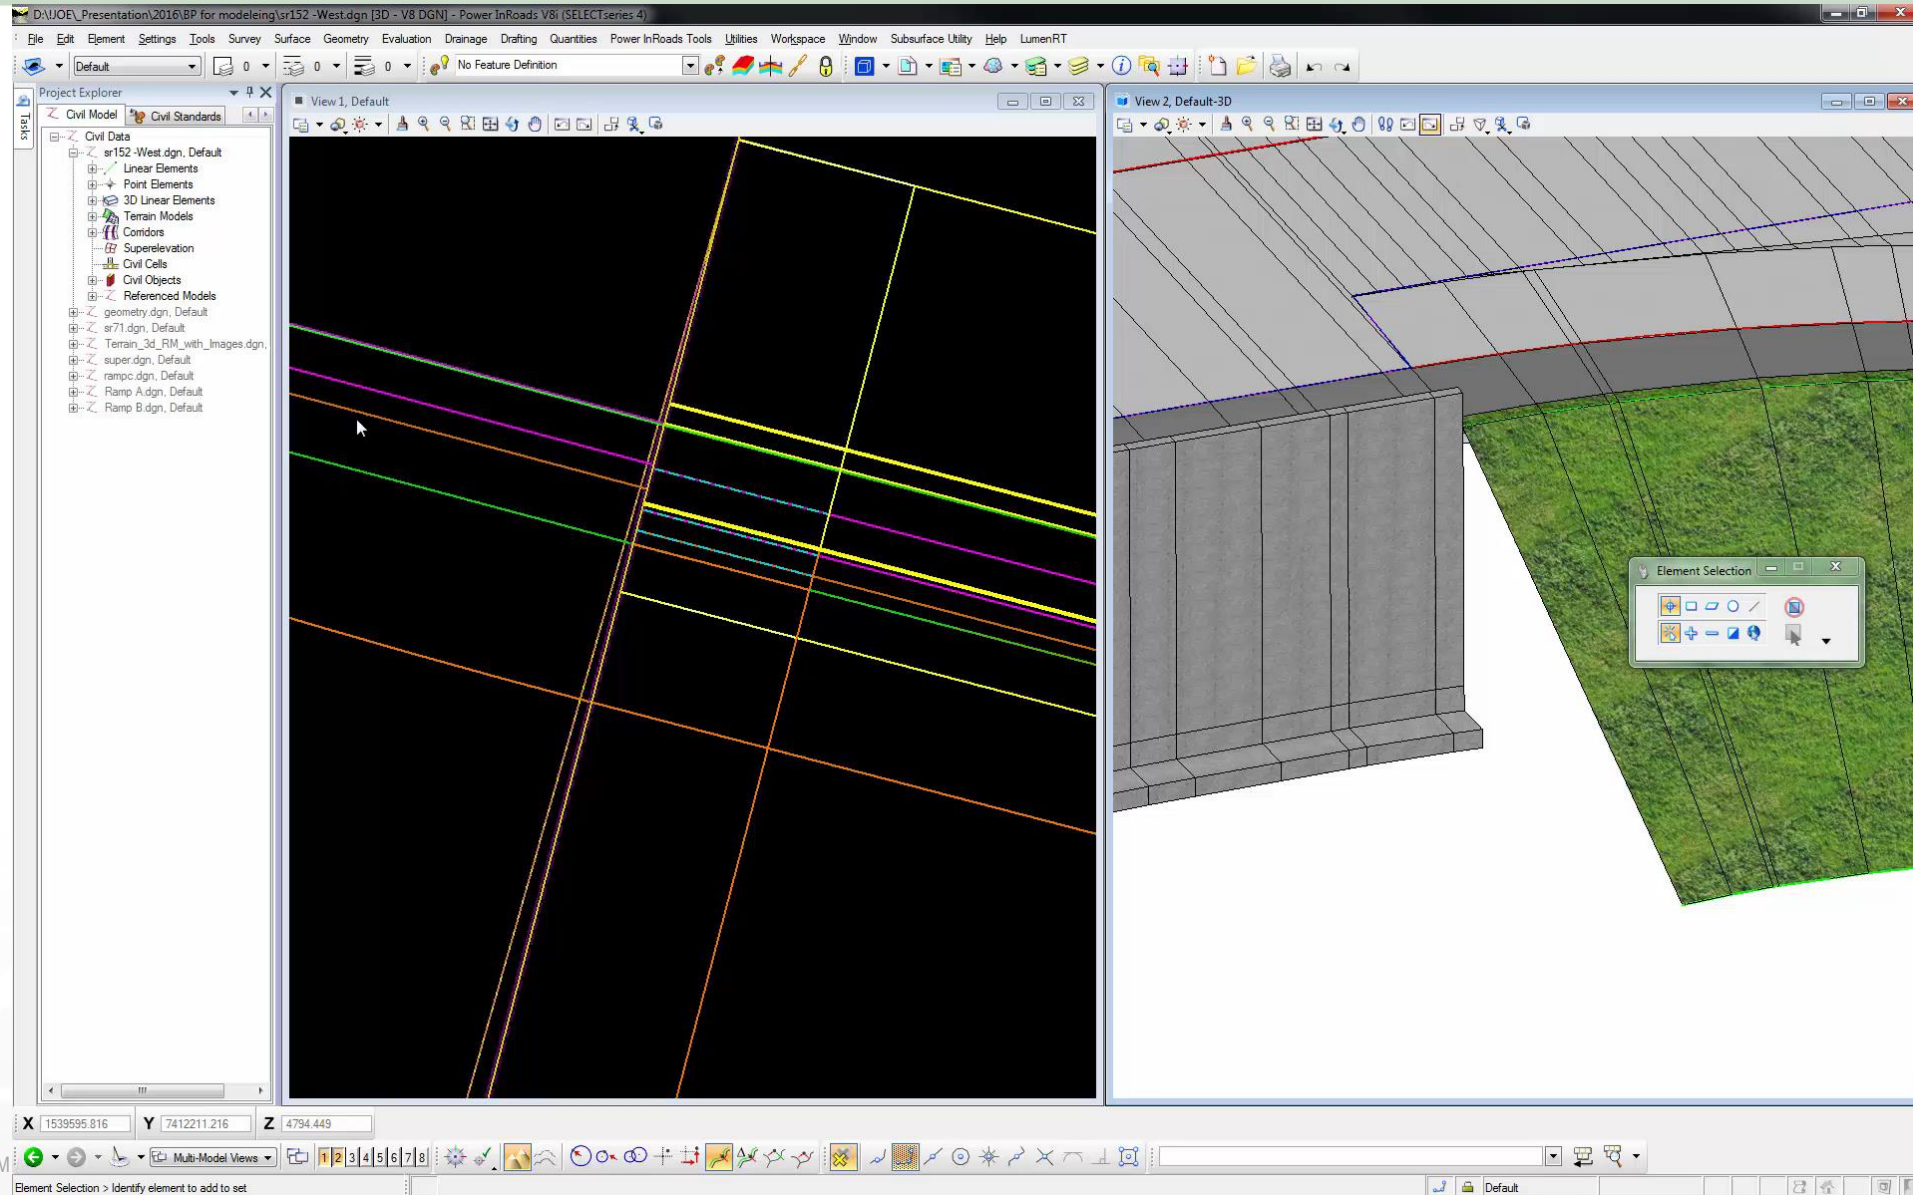 D:\!JOE\_Presentation\2016\BP for modeleing\sr152 -West.dgn [3D - V8 DGN] - Power InRoads V8i (SELECTseries 4)
File Edit Element Settings Tools Survey Surface Geometry Evaluation Drainage Drafting Quantities Power InRoads Tools Utilities Workspace Window Subsurface Utility Help LumenRT
Default 0 0 0 No Feature Definition
Project Explorer
Civil Model Civil Standards
Tasks
Civil Data
sr152 -West.dgn, Default
Linear Elements
Point Elements
3D Linear Elements
Terrain Models
Corridors
Superelevation
Civil Cells
Civil Objects
Referenced Models
geometry.dgn, Default
sr71.dgn, Default
Terrain_3d_RM_with_Images.dgn,
super.dgn, Default
rampc.dgn, Default
Ramp A.dgn, Default
Ramp B.dgn, Default
View 1, Default
View 2, Default-3D
Element Selection
X 1539595.816 Y 7412211.216 Z 4794.449
Multi-Model Views 1 2 3 4 5 6 7 8
Element Selection > Identify element to add to set
Default